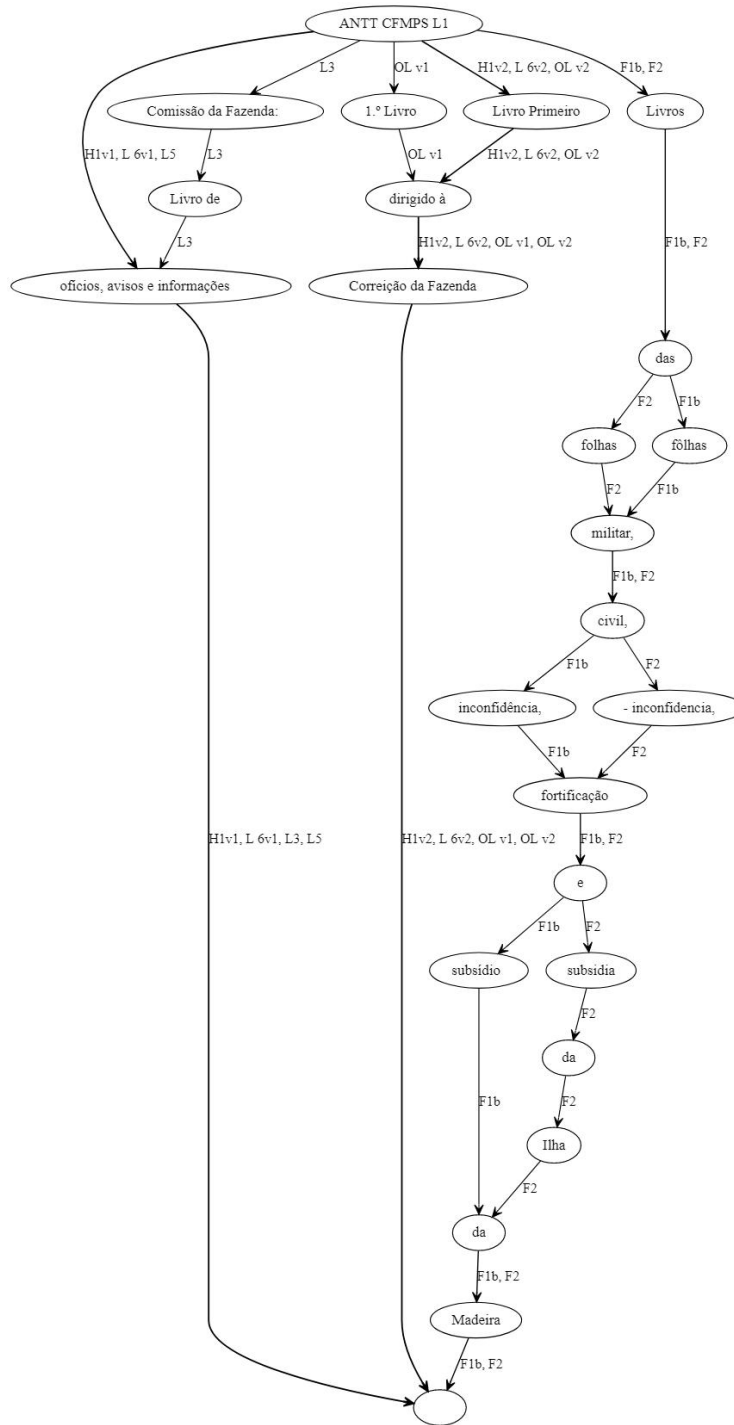 ANTT CFMPS L1
L3
OL v1
H1v2, L 6v2, OL v2
F1b, F2
Comissão da Fazenda:
1.º Livro
Livro Primeiro
Livros
H1v1, L 6v1, L5
L3
OL v1
H1v2, L 6v2, OL v2
Livro de
dirigido à
L3
H1v2, L 6v2, OL v1, OL v2
F1b, F2
ofícios, avisos e informações
Correição da Fazenda
das
F2
F1b
folhas
fôlhas
F2
F1b
militar,
F1b, F2
civil,
F1b
F2
inconfidência,
- inconfidencia,
F1b
F2
fortificação
H1v1, L 6v1, L3, L5
H1v2, L 6v2, OL v1, OL v2
F1b, F2
e
F1b
F2
subsídio
subsidia
F2
da
F1b
F2
Ilha
F2
da
F1b, F2
Madeira
F1b, F2